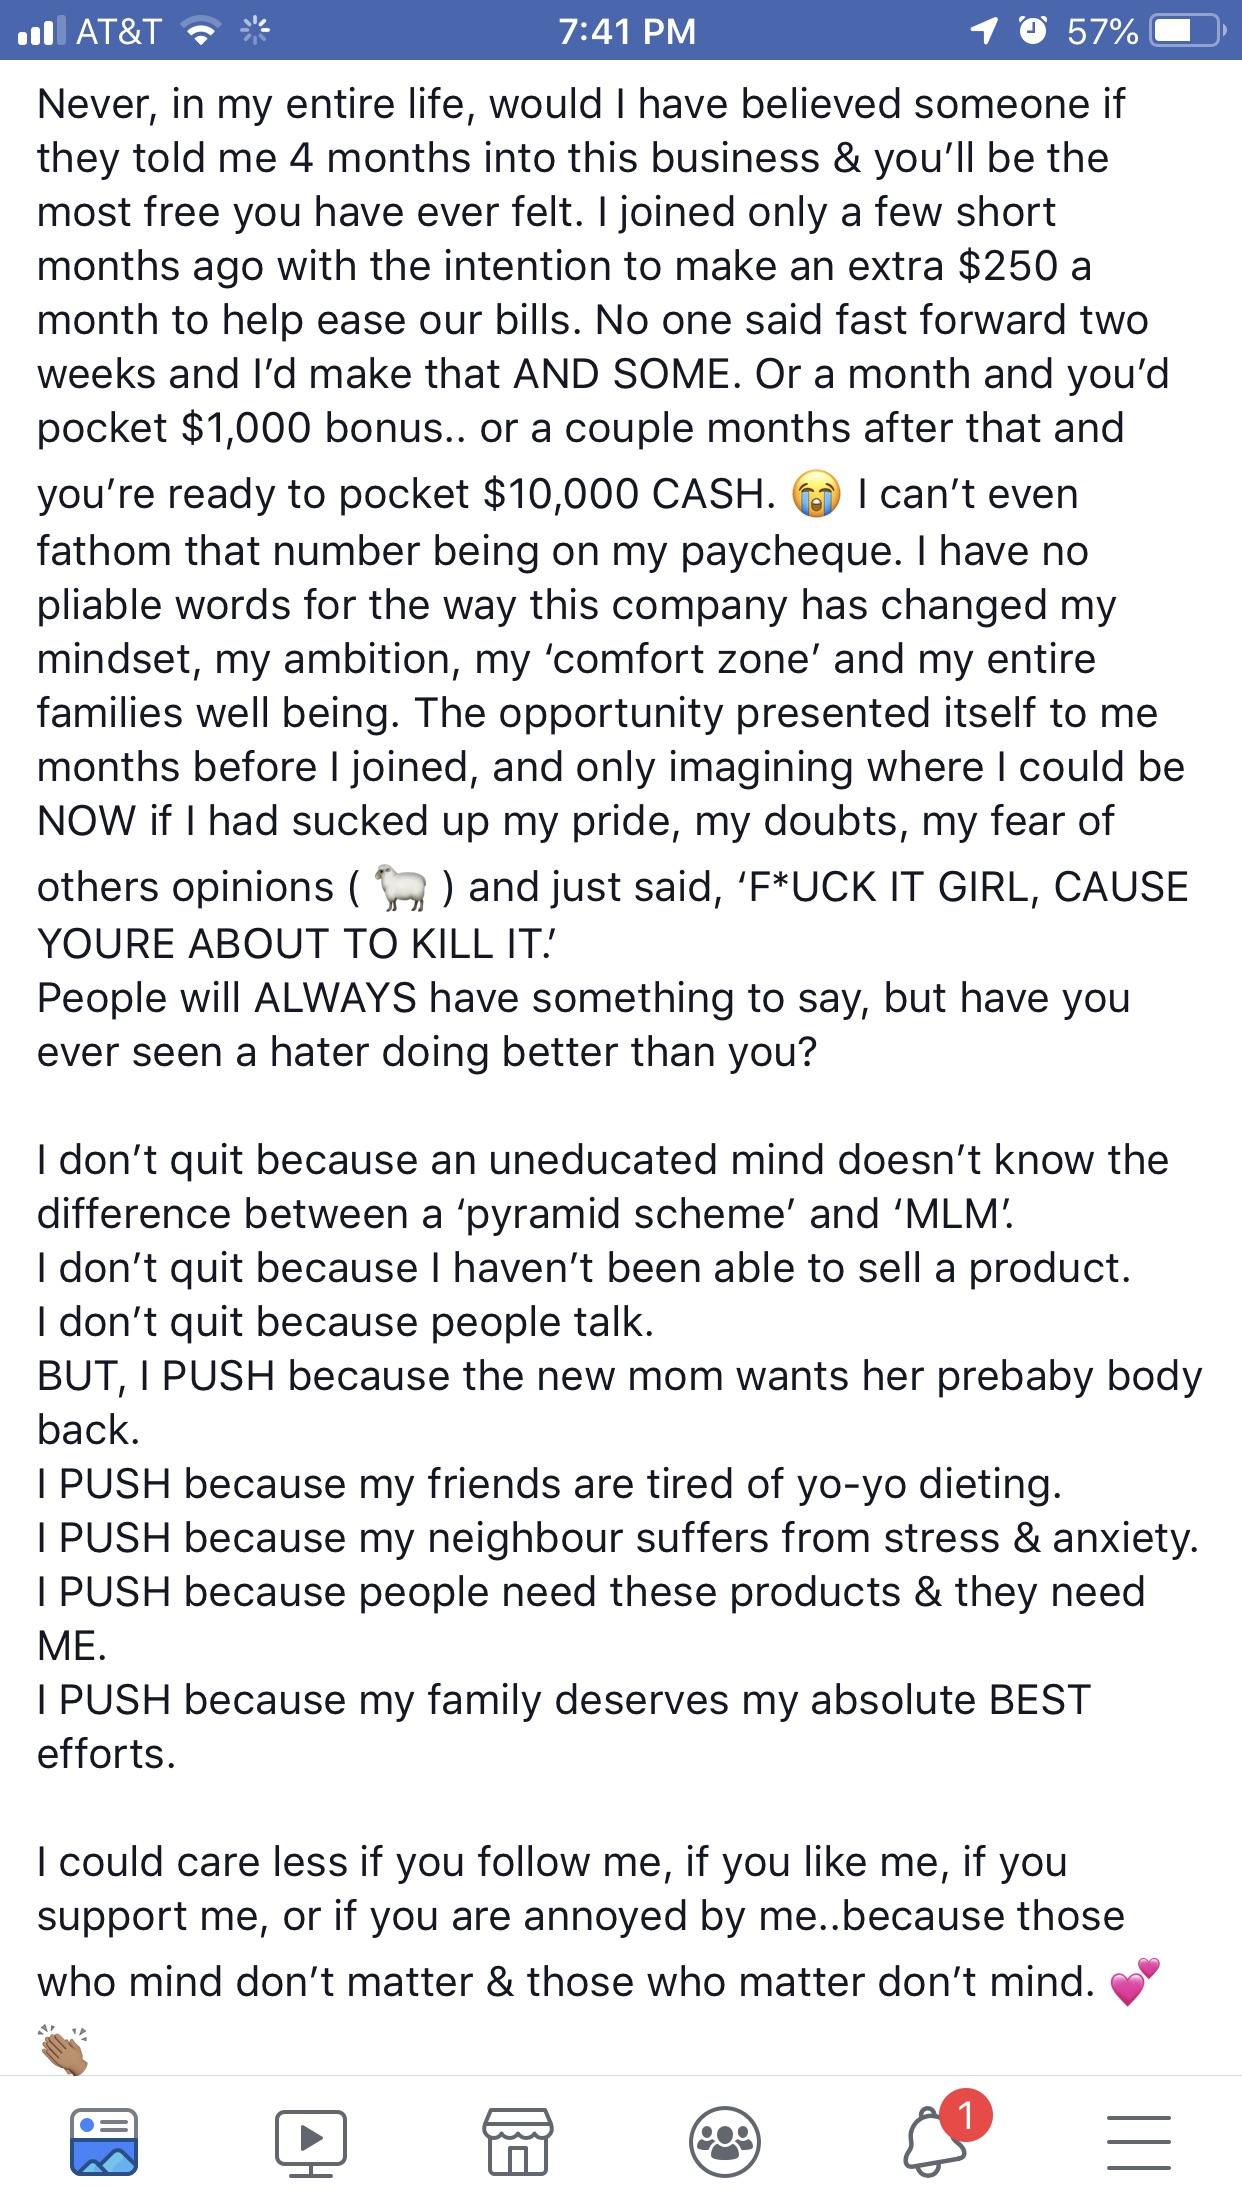 AT&T 7:41 PM 57%
Never, in my entire life, would I have believed someone if
they told me 4 months into this business & you’ll be the
most free you have ever felt. I joined only a few short
months ago with the intention to make an extra $250 a
month to help ease our bills. No one said fast forward two
weeks and I’d make that AND SOME. Or a month and you’d
pocket $1,000 bonus.. or a couple months after that and
you’re ready to pocket $10,000 CASH. 😭 I can’t even
fathom that number being on my paycheque. I have no
pliable words for the way this company has changed my
mindset, my ambition, my ‘comfort zone’ and my entire
families well being. The opportunity presented itself to me
months before I joined, and only imagining where I could be
NOW if I had sucked up my pride, my doubts, my fear of
others opinions ( 🐑 ) and just said, ‘F*UCK IT GIRL, CAUSE
YOURE ABOUT TO KILL IT.’
People will ALWAYS have something to say, but have you
ever seen a hater doing better than you?
I don’t quit because an uneducated mind doesn’t know the
difference between a ‘pyramid scheme’ and ‘MLM’.
I don’t quit because I haven’t been able to sell a product.
I don’t quit because people talk.
BUT, I PUSH because the new mom wants her prebaby body
back.
I PUSH because my friends are tired of yo-yo dieting.
I PUSH because my neighbour suffers from stress & anxiety.
I PUSH because people need these products & they need
ME.
I PUSH because my family deserves my absolute BEST
efforts.
I could care less if you follow me, if you like me, if you
support me, or if you are annoyed by me..because those
who mind don’t matter & those who matter don’t mind. 💕
👏🏽
1